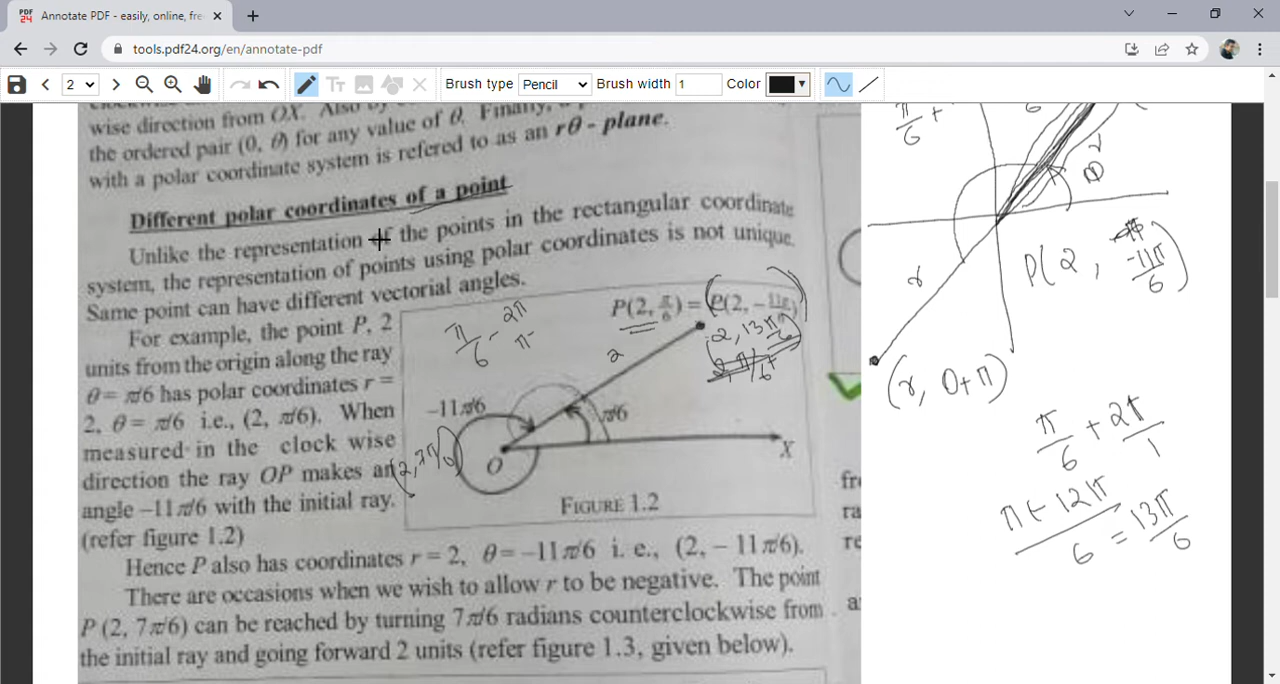 Annotate PDF - easily, online, fre
tools.pdf24.org/en/annotate-pdf
2 Brush type Pencil Brush width 1 Color
wise direction from OX. Also by
the ordered pair (0, θ) for any value of θ. Finally,
with a polar coordinate system is refered to as an rθ - plane.
Different polar coordinates of a point
Unlike the representation of the points in the rectangular coordinate
system, the representation of points using polar coordinates is not unique.
Same point can have different vectorial angles.
For example, the point P, 2
units from the origin along the ray
θ = π/6 has polar coordinates r =
2, θ = π/6 i.e., (2, π/6). When
measured in the clock wise
direction the ray OP makes an
angle –11π/6 with the initial ray.
(refer figure 1.2)
π/6 - 2π
P(2, π/6) = P(2, -11π/6)
2, 13π/6
2
–11π/6
π/6
O
X
FIGURE 1.2
Hence P also has coordinates r = 2, θ = –11π/6 i. e., (2, – 11π/6).
There are occasions when we wish to allow r to be negative. The point
P (2, 7π/6) can be reached by turning 7π/6 radians counterclockwise from
the initial ray and going forward 2 units (refer figure 1.3, given below).
fr
ra
re
a
π/6 +
6
r
θ
P(2, -11π/6)
r
(r, θ+π)
π/6 + 2π/1
π + 12π/6 = 13π/6